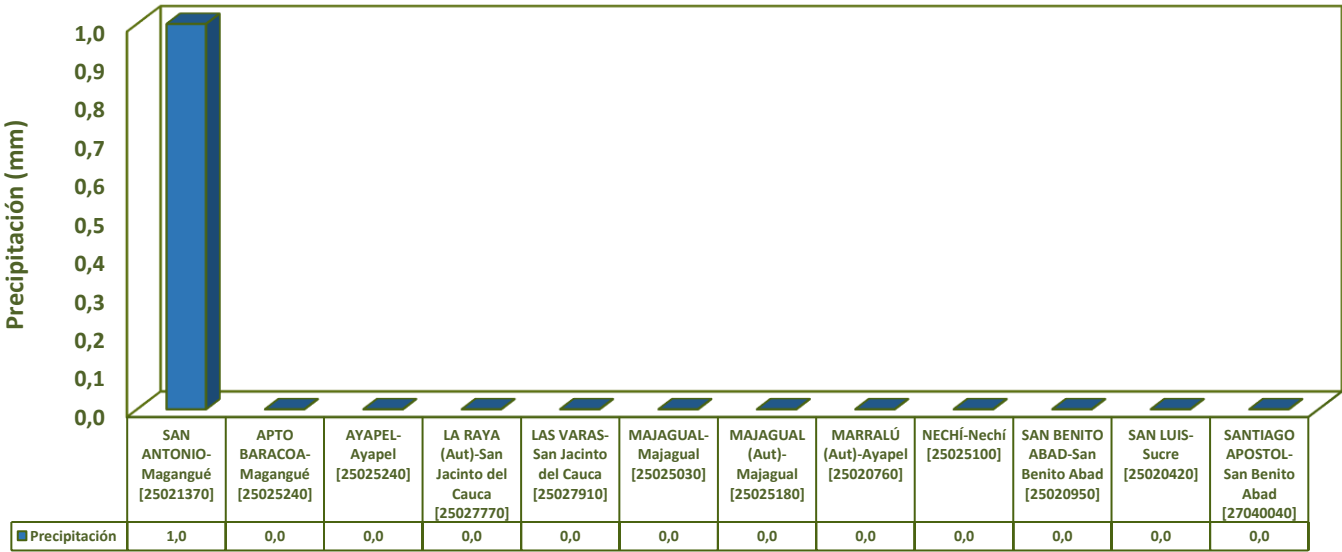 Precipitación (mm)
1,0
0,9
0,8
0,7
0,6
0,5
0,4
0,3
0,2
0,1
0,0
SAN
ANTONIO-
Magangué
[25021370]
APTO
BARACOA-
Magangué
[25025240]
AYAPEL-
Ayapel
[25025240]
LA RAYA
(Aut)-San
Jacinto del
Cauca
[25027770]
LAS VARAS-
San Jacinto
del Cauca
[25027910]
MAJAGUAL-
Majagual
[25025030]
MAJAGUAL
(Aut)-
Majagual
[25025180]
MARRALÚ
(Aut)-Ayapel
[25020760]
NECHÍ-Nechí
[25025100]
SAN BENITO
ABAD-San
Benito Abad
[25020950]
SAN LUIS-
Sucre
[25020420]
SANTIAGO
APOSTOL-
San Benito
Abad
[27040040]
Precipitación 1,0 0,0 0,0 0,0 0,0 0,0 0,0 0,0 0,0 0,0 0,0 0,0